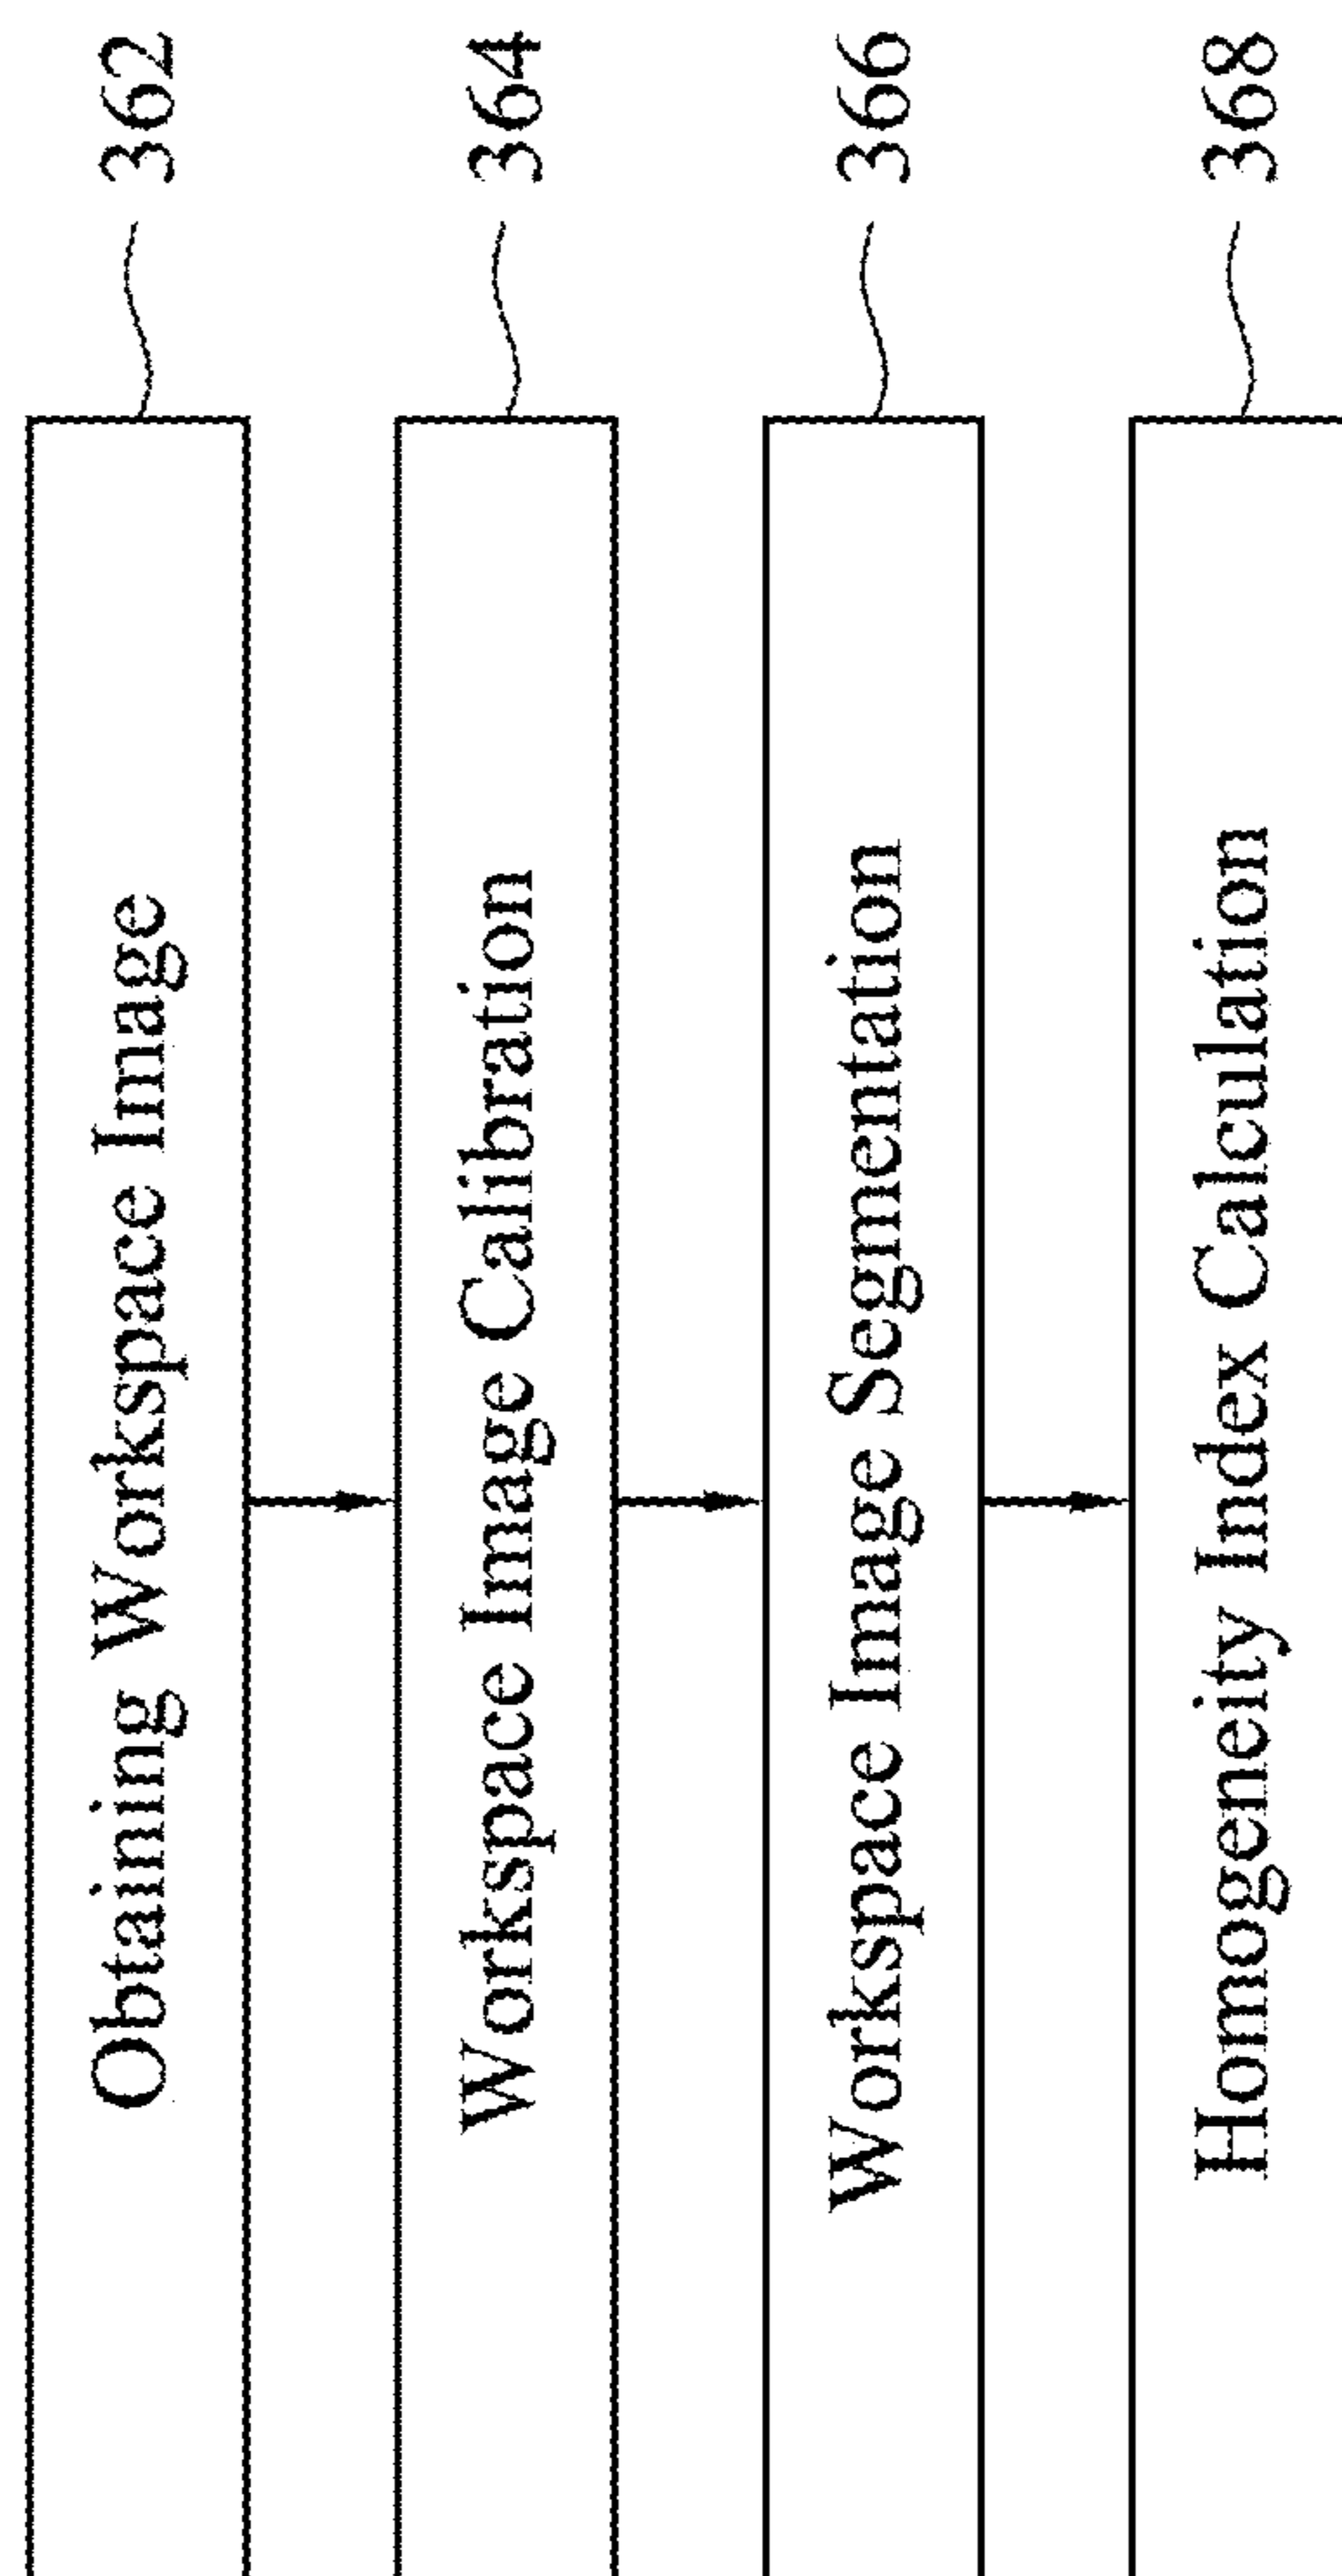 Obtaining Workspace Image
362
Workspace Image Calibration
364
Workspace Image Segmentation
366
Homogeneity Index Calculation
368